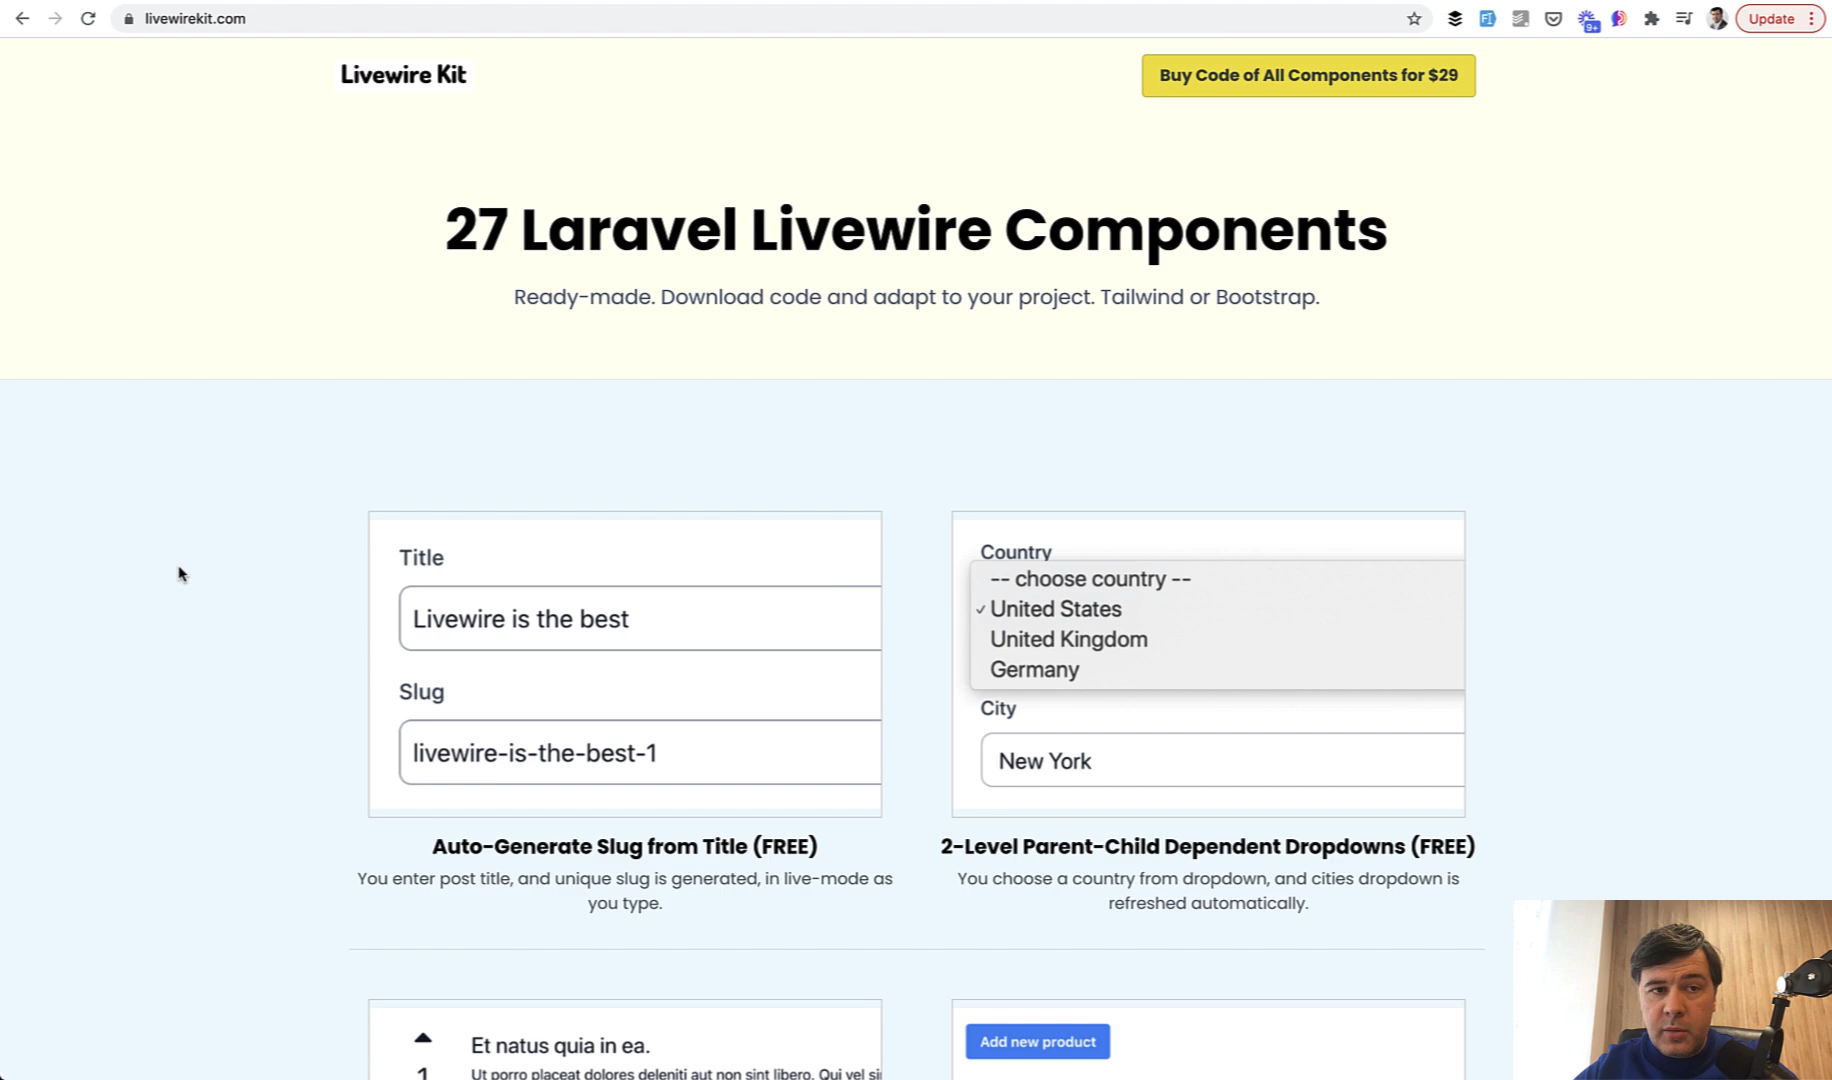 livewirekit.com
9+
Update
Livewire Kit
Buy Code of All Components for $29
27 Laravel Livewire Components
Ready-made. Download code and adapt to your project. Tailwind or Bootstrap.
Title
Livewire is the best
Slug
livewire-is-the-best-1
Auto-Generate Slug from Title (FREE)
You enter post title, and unique slug is generated, in live-mode as
you type.
Country
-- choose country --
✓ United States
United Kingdom
Germany
City
New York
2-Level Parent-Child Dependent Dropdowns (FREE)
You choose a country from dropdown, and cities dropdown is
refreshed automatically.
Et natus quia in ea.
1
Ut porro placeat dolores deleniti aut non sint libero. Qui vel
Add new product